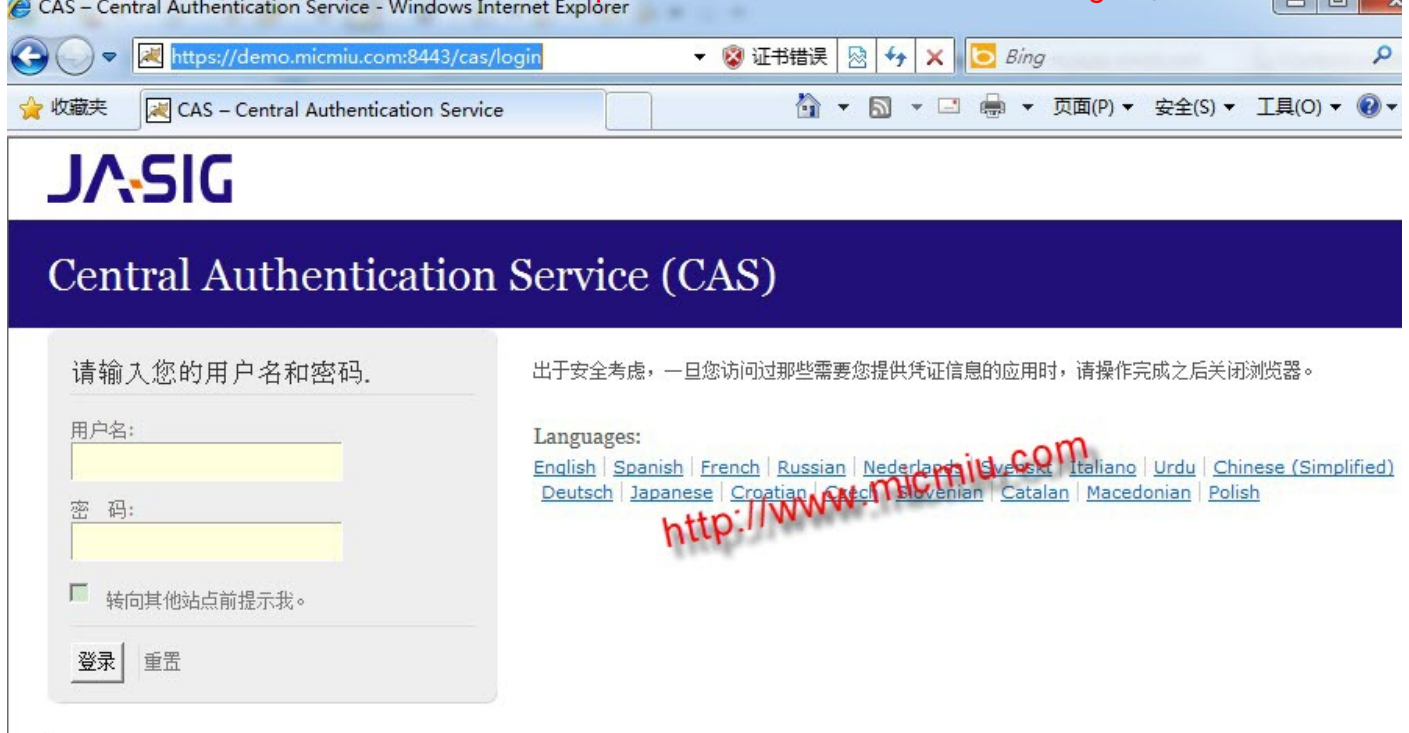 CAS – Central Authentication Service - Windows Internet Explorer
https://demo.micmiu.com:8443/cas/login 证书错误 Bing
收藏夹 CAS – Central Authentication Service 页面(P) 安全(S) 工具(O)
JA-SIG
Central Authentication Service (CAS)
请输入您的用户名和密码.
用户名:
密 码:
转向其他站点前提示我。
登录 重置
出于安全考虑，一旦您访问过那些需要您提供凭证信息的应用时，请操作完成之后关闭浏览器。
Languages:
English | Spanish | French | Russian | Nederlands | Svenskt | Italiano | Urdu | Chinese (Simplified)
Deutsch | Japanese | Croatian | Czech | Slovenian | Catalan | Macedonian | Polish
http://www.micmiu.com